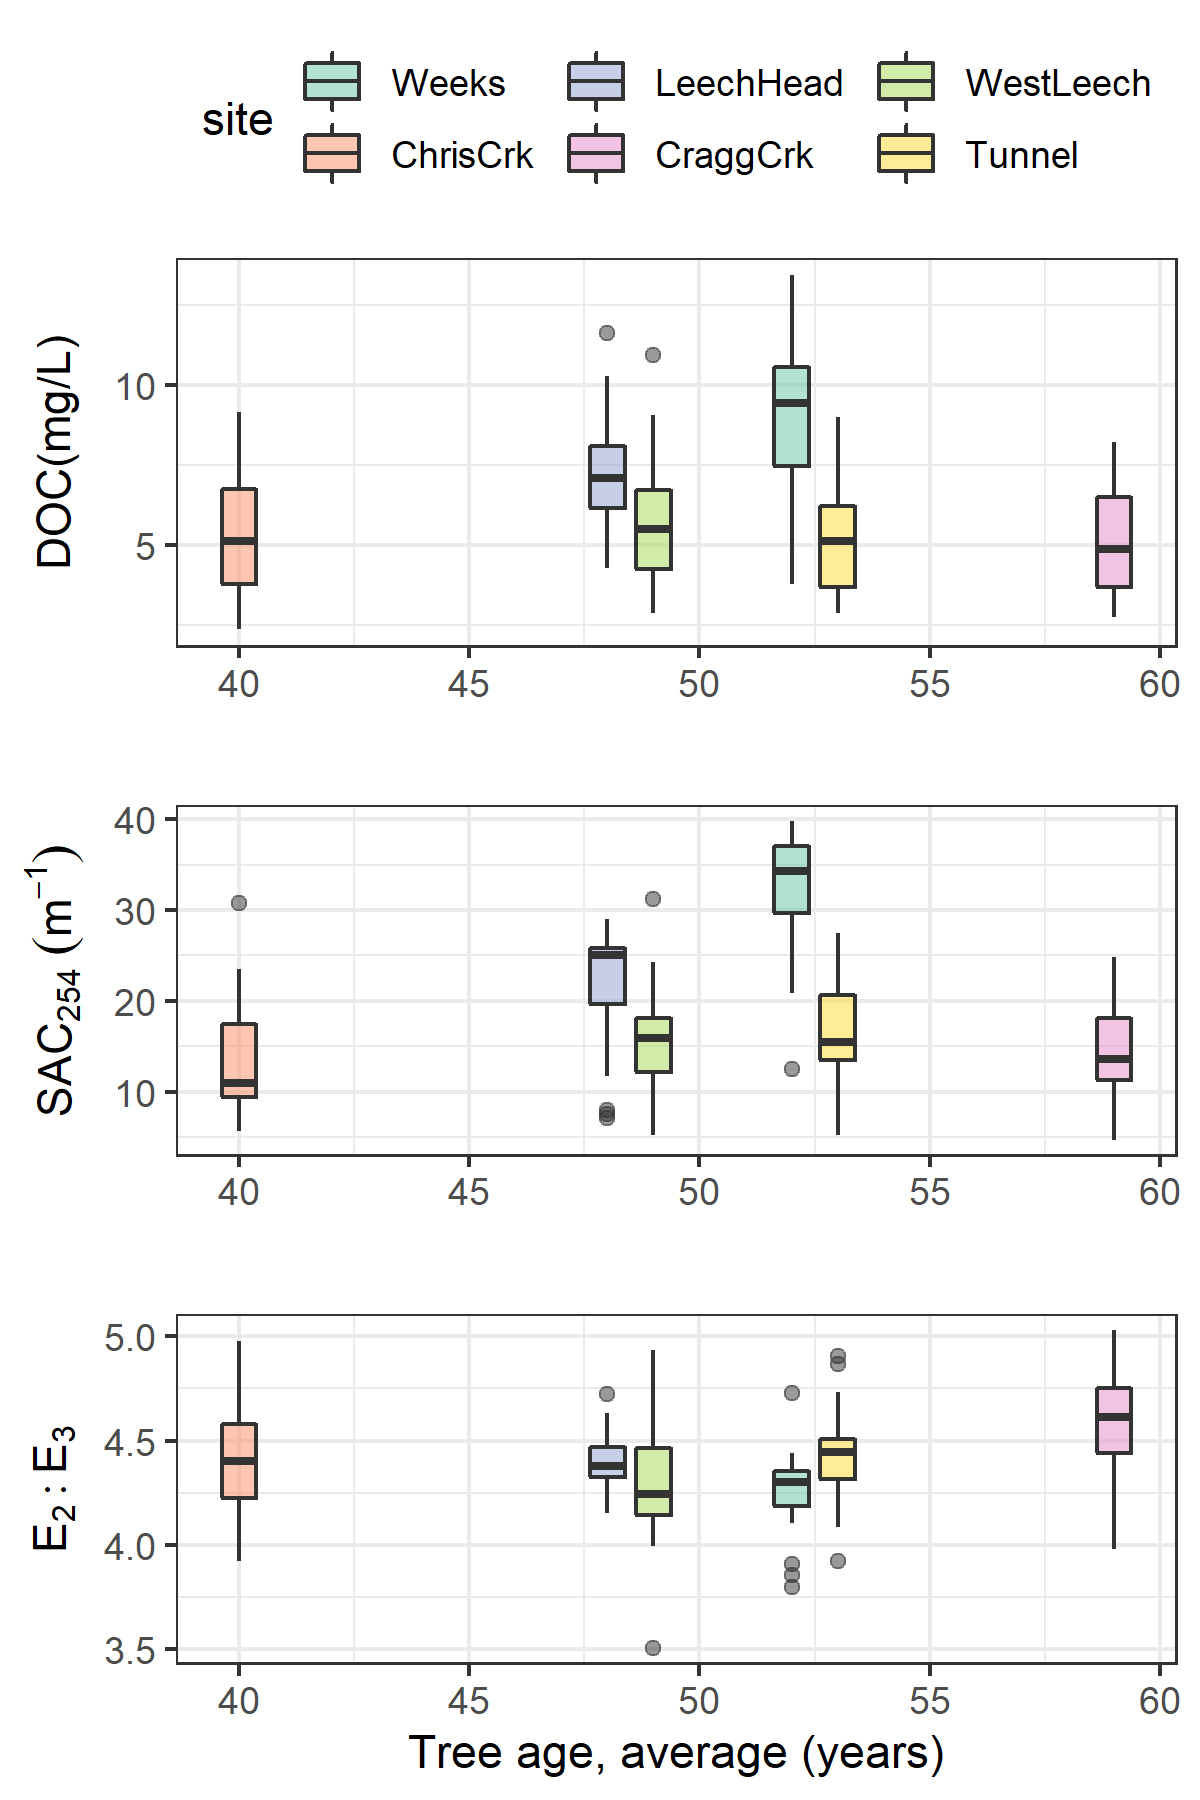 site
Weeks LeechHead WestLeech
ChrisCrk CraggCrk Tunnel
DOC(mg/L)
10
5
40 45 50 55 60
SAC₂₅₄ (m⁻¹)
40
30
20
10
40 45 50 55 60
E₂ : E₃
5.0
4.5
4.0
3.5
40 45 50 55 60
Tree age, average (years)